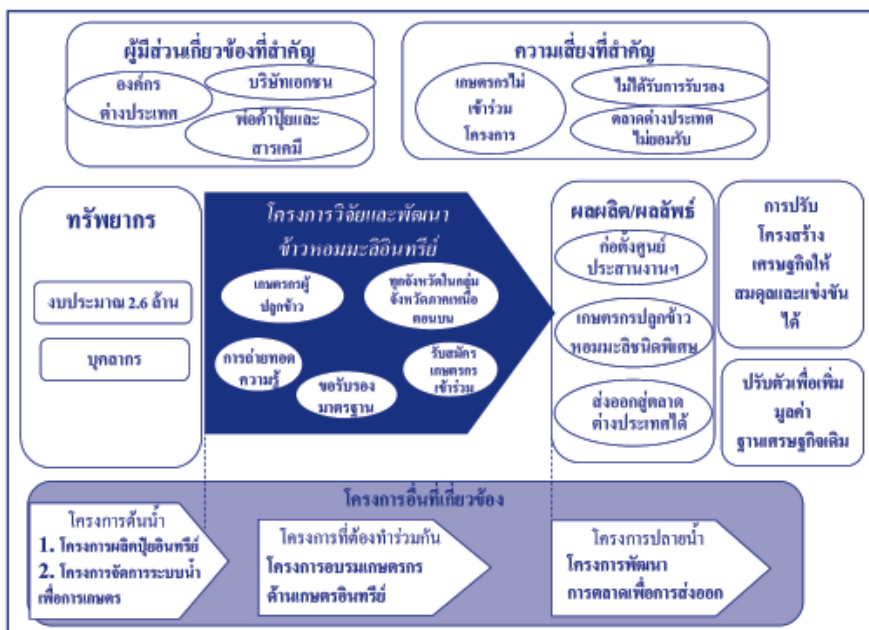 ผู้มีส่วนเกี่ยวข้องที่สำคัญ
องค์กร
ต่างประเทศ
บริษัทเอกชน
พ่อค้าปุ๋ยและ
สารเคมี
ความเสี่ยงที่สำคัญ
เกษตรกรไม่
เข้าร่วม
โครงการ
ไม่ได้รับการรับรอง
ตลาดต่างประเทศ
ไม่ยอมรับ
ทรัพยากร
งบประมาณ 2.6 ล้าน
บุคลากร
โครงการวิจัยและพัฒนา
ข้าวหอมมะลิอินทรีย์
เกษตรกรผู้
ปลูกข้าว
ทุกจังหวัดในกลุ่ม
จังหวัดภาคเหนือ
ตอนบน
การถ่ายทอด
ความรู้
ขอรับรอง
มาตรฐาน
รับสมัคร
เกษตรกร
เข้าร่วม
ผลผลิต/ผลลัพธ์
ก่อตั้งศูนย์
ประสานงานฯ
เกษตรกรปลูกข้าว
หอมมะลิชนิดพิเศษ
ส่งออกสู่ตลาด
ต่างประเทศได้
การปรับ
โครงสร้าง
เศรษฐกิจให้
สมดุลและแข่งขัน
ได้
ปรับตัวเพื่อเพิ่ม
มูลค่า
ฐานเศรษฐกิจเดิม
โครงการอื่นที่เกี่ยวข้อง
โครงการต้นน้ำ
1. โครงการผลิตปุ๋ยอินทรีย์
2. โครงการจัดการระบบน้ำ
เพื่อการเกษตร
โครงการที่ต้องทำร่วมกัน
โครงการอบรมเกษตรกร
ด้านเกษตรอินทรีย์
โครงการปลายน้ำ
โครงการพัฒนา
การตลาดเพื่อการส่งออก